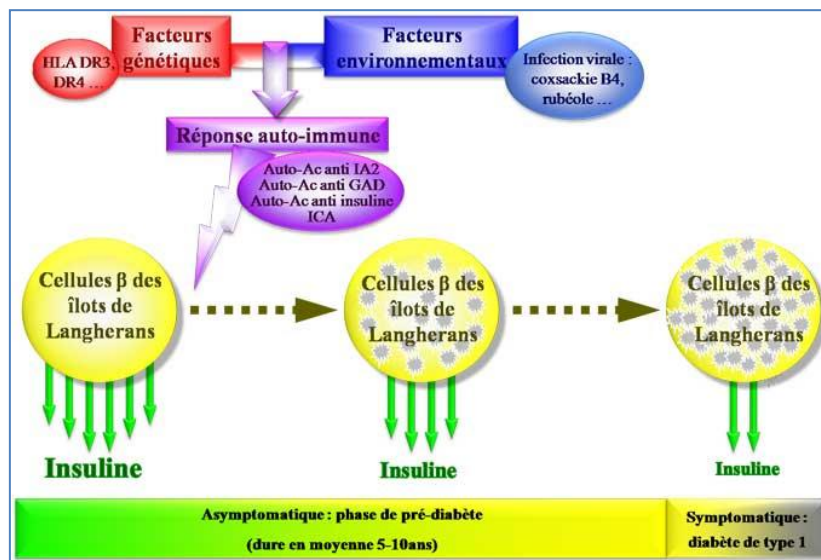 Facteurs
génétiques
Facteurs
environnementaux
HLA DR3,
DR4 ...
Infection virale :
coxsackie B4,
rubéole ...
Réponse auto-immune
Auto-Ac anti IA2
Auto-Ac anti GAD
Auto-Ac anti insuline
ICA
Cellules β des
îlots de
Langherans
Cellules β des
îlots de
Langherans
Cellules β des
îlots de
Langherans
Insuline
Insuline
Insuline
Asymptomatique : phase de pré-diabète
(dure en moyenne 5-10ans)
Symptomatique :
diabète de type 1